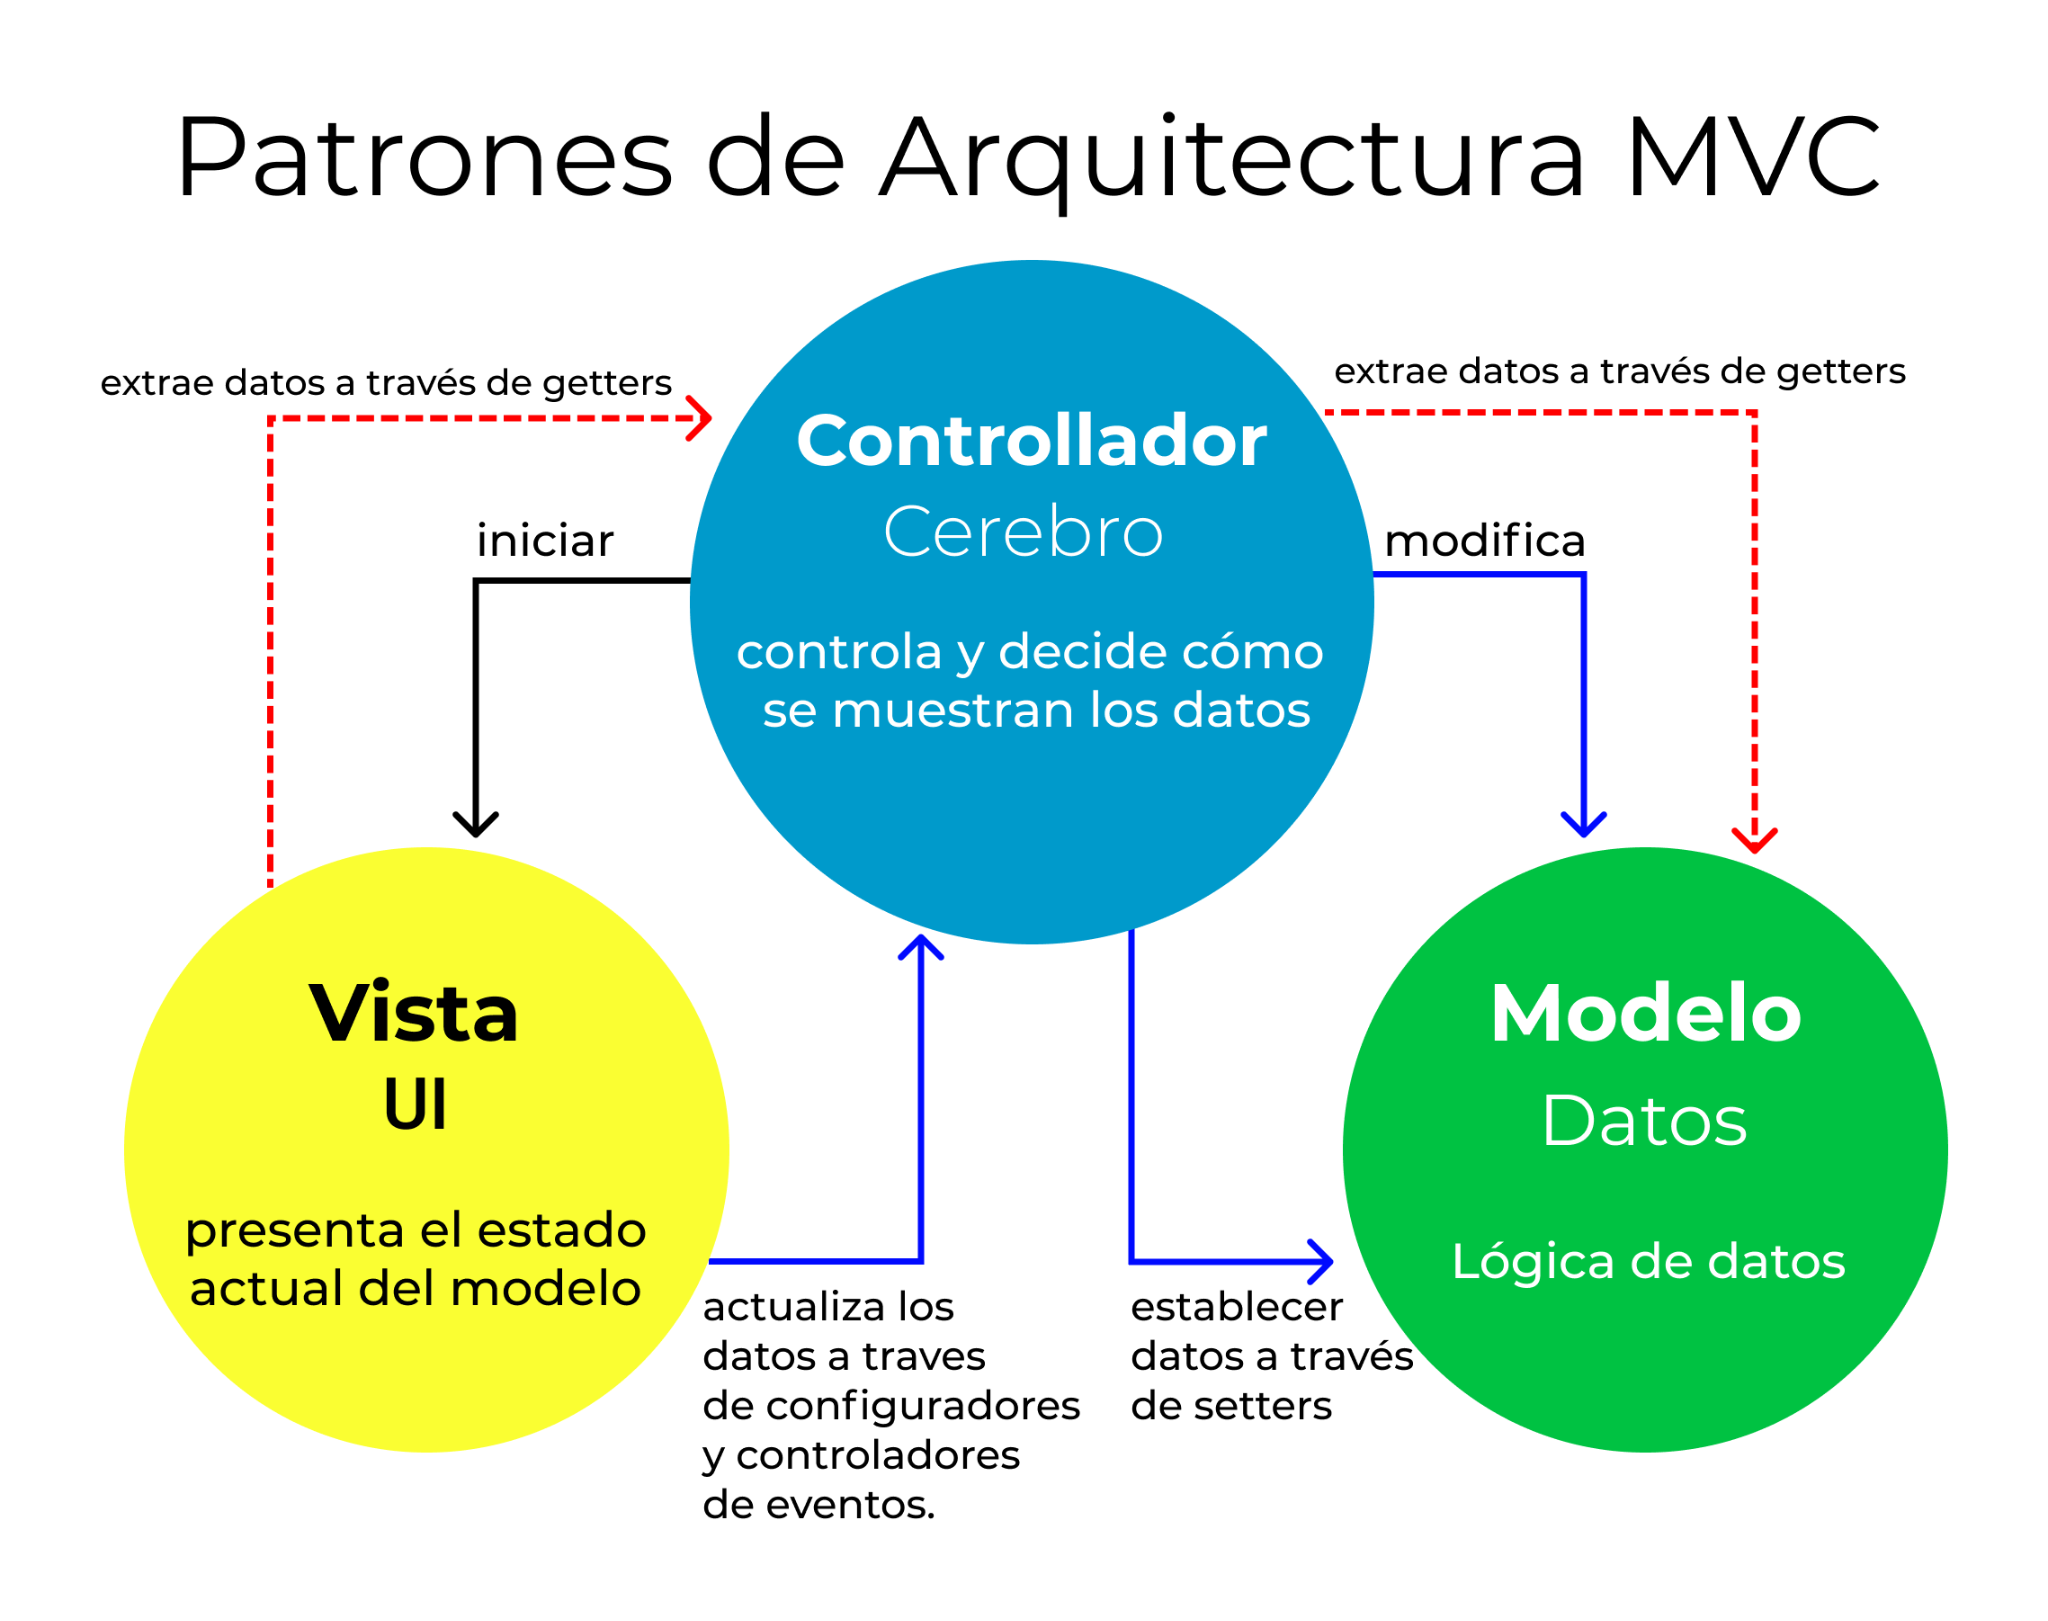 Patrones de Arquitectura MVC
extrae datos a través de getters
extrae datos a través de getters
Controllador
Cerebro
controla y decide cómo
se muestran los datos
iniciar
modifica
Vista
UI
presenta el estado
actual del modelo
Modelo
Datos
Lógica de datos
actualiza los
datos a traves
de configuradores
y controladores
de eventos.
establecer
datos a través
de setters